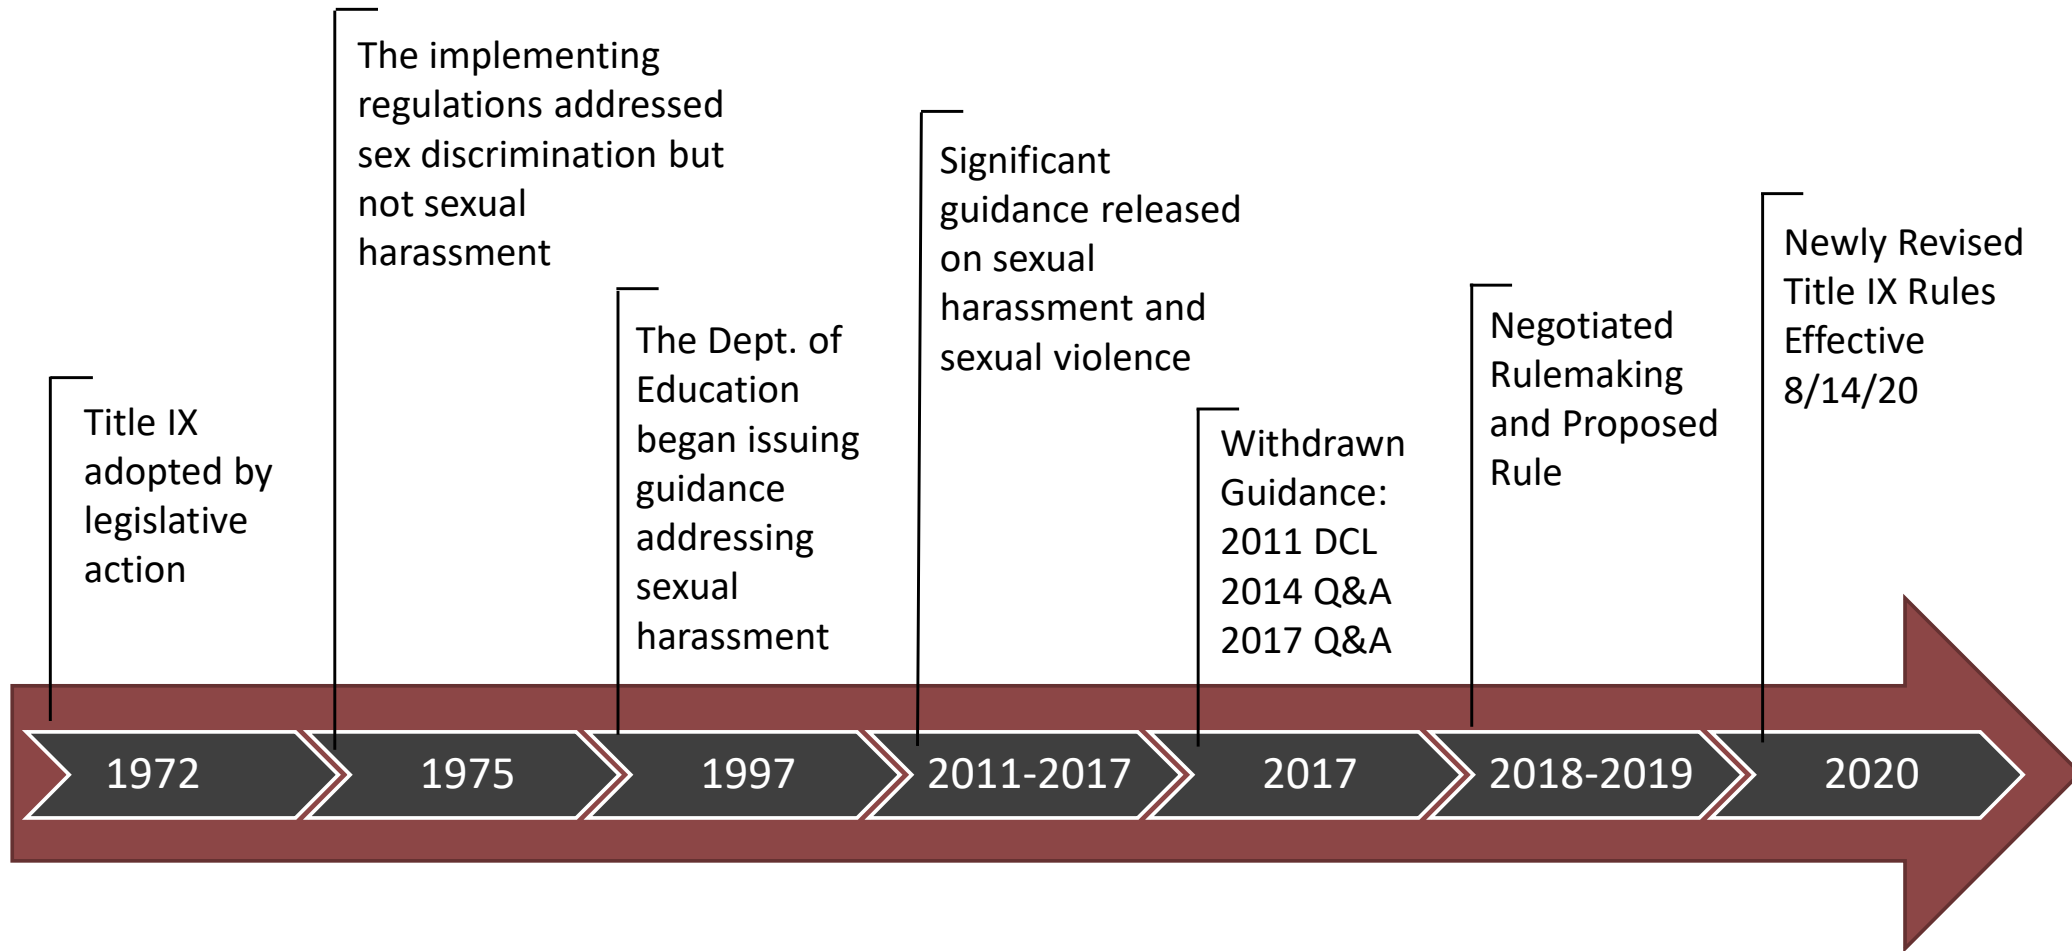 Title IX
adopted by
legislative
action
The implementing
regulations addressed
sex discrimination but
not sexual
harassment
The Dept. of
Education
began issuing
guidance
addressing
sexual
harassment
Significant
guidance released
on sexual
harassment and
sexual violence
Withdrawn
Guidance:
2011 DCL
2014 Q&A
2017 Q&A
Negotiated
Rulemaking
and Proposed
Rule
Newly Revised
Title IX Rules
Effective
8/14/20
1972
1975
1997
2011-2017
2017
2018-2019
2020